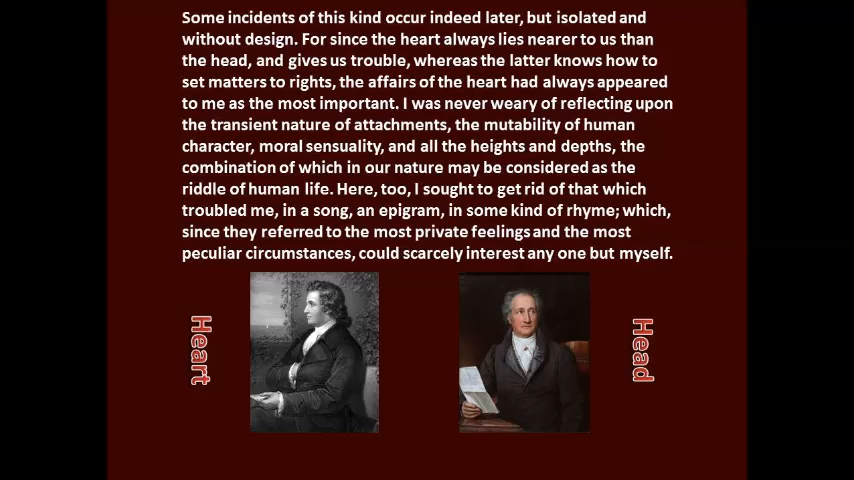 Some incidents of this kind occur indeed later, but isolated and
without design. For since the heart always lies nearer to us than
the head, and gives us trouble, whereas the latter knows how to
set matters to rights, the affairs of the heart had always appeared
to me as the most important. I was never weary of reflecting upon
the transient nature of attachments, the mutability of human
character, moral sensuality, and all the heights and depths, the
combination of which in our nature may be considered as the
riddle of human life. Here, too, I sought to get rid of that which
troubled me, in a song, an epigram, in some kind of rhyme; which,
since they referred to the most private feelings and the most
peculiar circumstances, could scarcely interest any one but myself.
Heart
Head